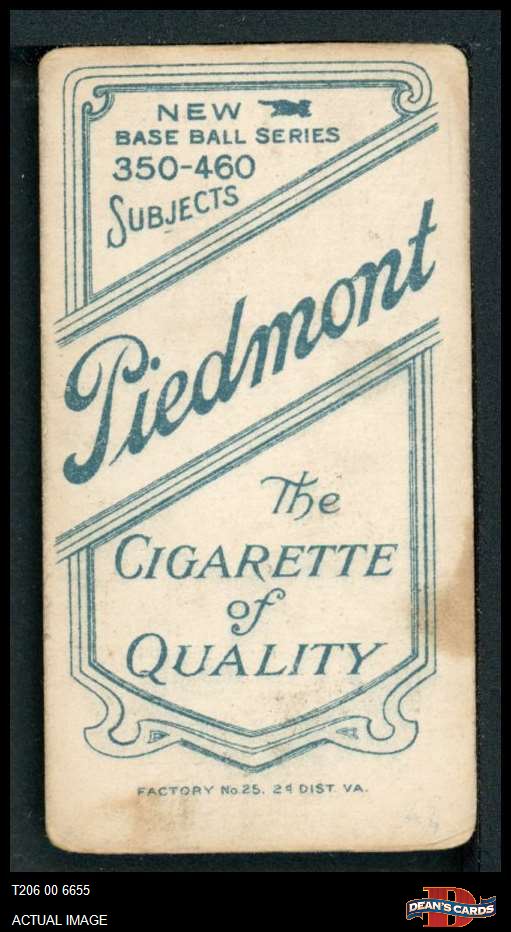 NEW
BASE BALL SERIES
350-460
SUBJECTS
Piedmont
The
CIGARETTE
of
QUALITY
FACTORY No. 25, 2d DIST. VA.
T206 00 6655
ACTUAL IMAGE
D
DEAN'S CARDS